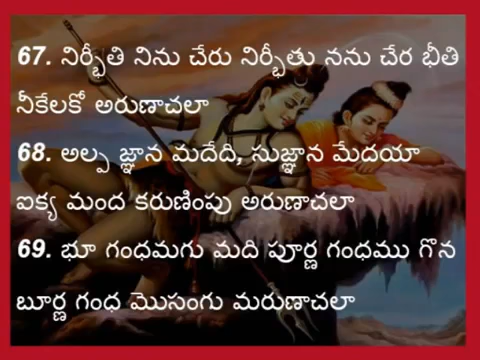 67. నిర్భీతి నిను చేరు నిర్భీతు నను చేర భీతి
నీకేలకో అరుణాచలా
68. అల్ప జ్ఞాన మదేది, సుజ్ఞాన మేదయా
ఐక్య మంద కరుణింపు అరుణాచలా
69. భూ గంధమగు మది పూర్ణ గంధము గొన
బూర్ణ గంధ మొసంగు మరుణాచలా